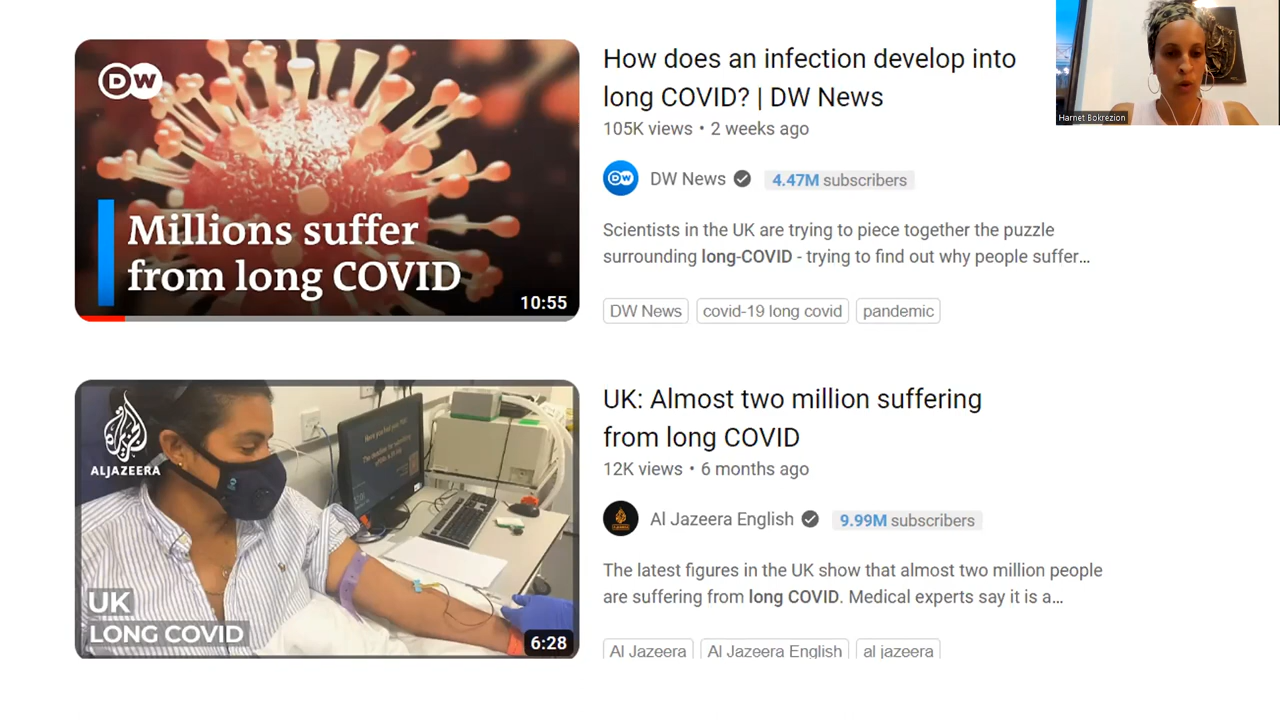 DW
Millions suffer
from long COVID
10:55
How does an infection develop into
long COVID? | DW News
105K views • 2 weeks ago
DW
DW News
4.47M subscribers
Scientists in the UK are trying to piece together the puzzle
surrounding long-COVID - trying to find out why people suffer...
DW News
covid-19 long covid
pandemic
Harnet Bokrezion
ALJAZEERA
UK
LONG COVID
6:28
UK: Almost two million suffering
from long COVID
12K views • 6 months ago
Al Jazeera English
9.99M subscribers
The latest figures in the UK show that almost two million people
are suffering from long COVID. Medical experts say it is a...
Al Jazeera
Al Jazeera English
al jazeera